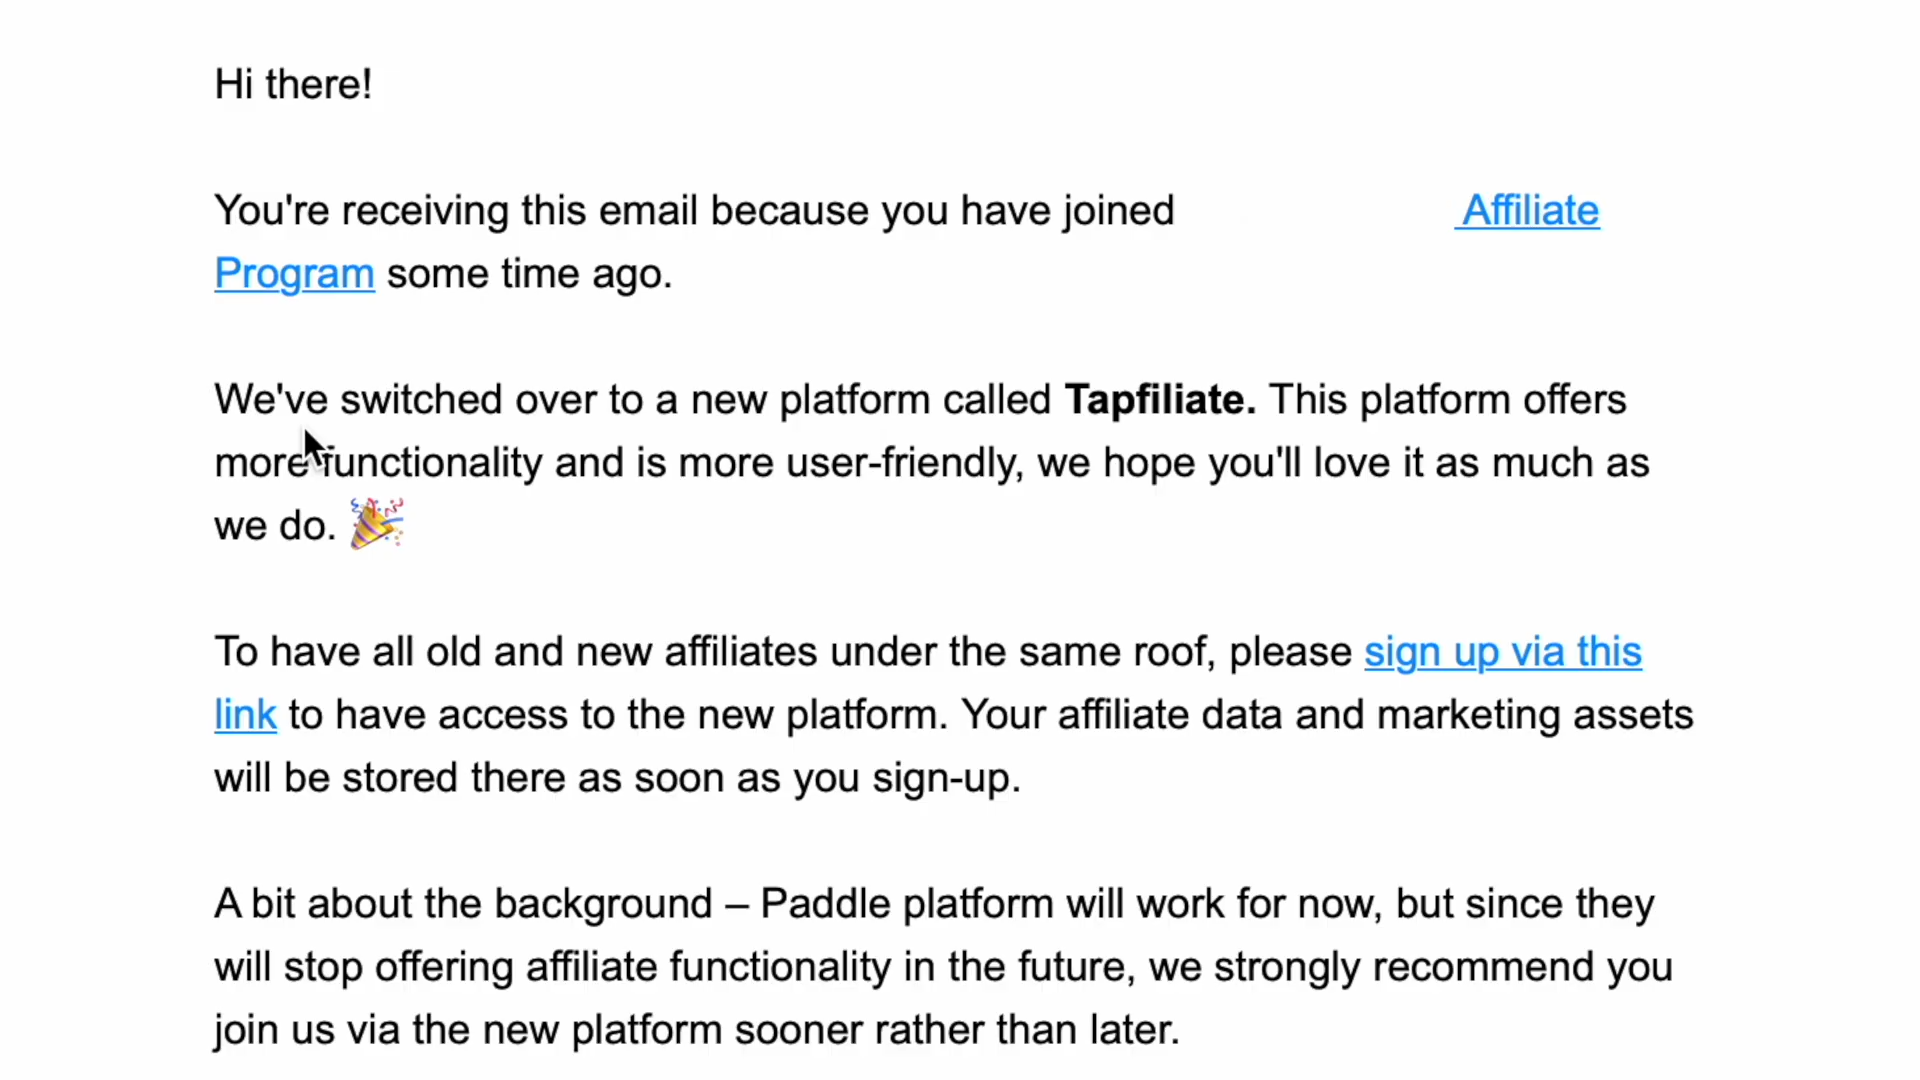 Hi there!
You're receiving this email because you have joined Affiliate
Program some time ago.
We've switched over to a new platform called Tapfiliate. This platform offers
more functionality and is more user-friendly, we hope you'll love it as much as
we do. 🎉
To have all old and new affiliates under the same roof, please sign up via this
link to have access to the new platform. Your affiliate data and marketing assets
will be stored there as soon as you sign-up.
A bit about the background – Paddle platform will work for now, but since they
will stop offering affiliate functionality in the future, we strongly recommend you
join us via the new platform sooner rather than later.